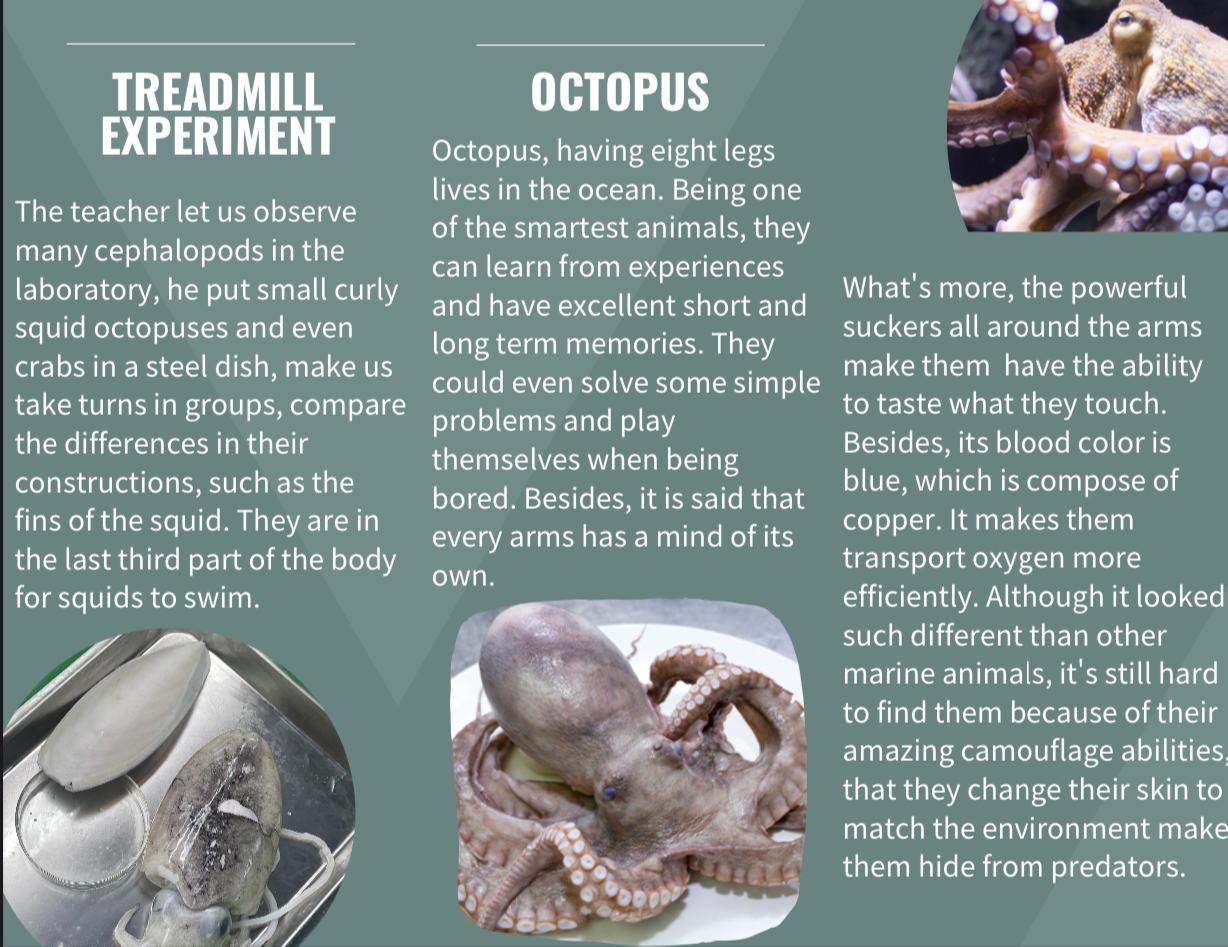 TREADMILL
EXPERIMENT
The teacher let us observe
many cephalopods in the
laboratory, he put small curly
squid octopuses and even
crabs in a steel dish, make us
take turns in groups, compare
the differences in their
constructions, such as the
fins of the squid. They are in
the last third part of the body
for squids to swim.
OCTOPUS
Octopus, having eight legs
lives in the ocean. Being one
of the smartest animals, they
can learn from experiences
and have excellent short and
long term memories. They
could even solve some simple
problems and play
themselves when being
bored. Besides, it is said that
every arms has a mind of its
own.
What's more, the powerful
suckers all around the arms
make them  have the ability
to taste what they touch.
Besides, its blood color is
blue, which is compose of
copper. It makes them
transport oxygen more
efficiently. Although it looked
such different than other
marine animals, it's still hard
to find them because of their
amazing camouflage abilities,
that they change their skin to
match the environment make
them hide from predators.